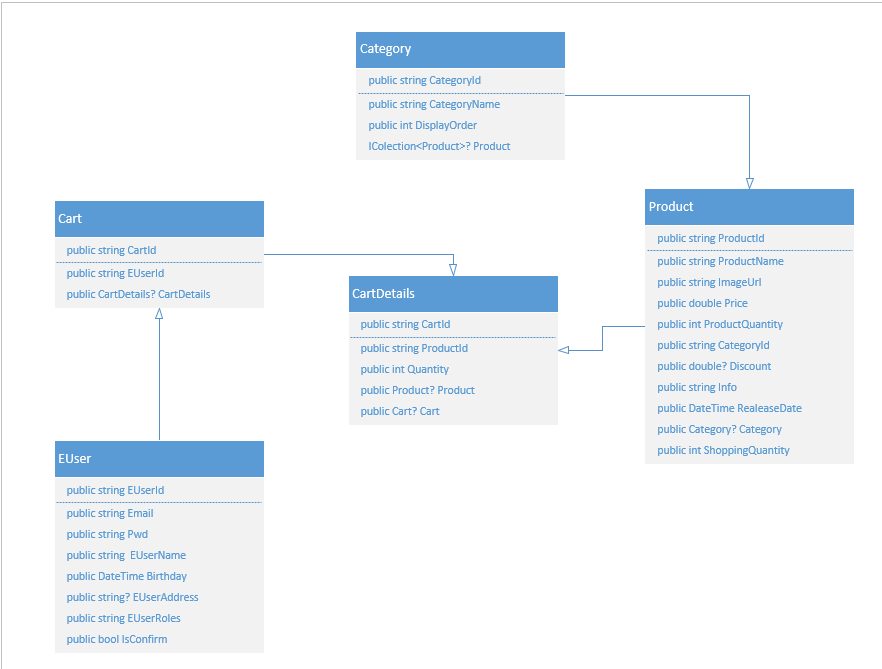 Category
public string CategoryId
public string CategoryName
public int DisplayOrder
IColection<Product>? Product
Cart
public string CartId
public string EUserId
public CartDetails? CartDetails
CartDetails
public string CartId
public string ProductId
public int Quantity
public Product? Product
public Cart? Cart
Product
public string ProductId
public string ProductName
public string ImageUrl
public double Price
public int ProductQuantity
public string CategoryId
public double? Discount
public string Info
public DateTime RealeaseDate
public Category? Category
public int ShoppingQuantity
EUser
public string EUserId
public string Email
public string Pwd
public string  EUserName
public DateTime Birthday
public string? EUserAddress
public string EUserRoles
public bool IsConfirm